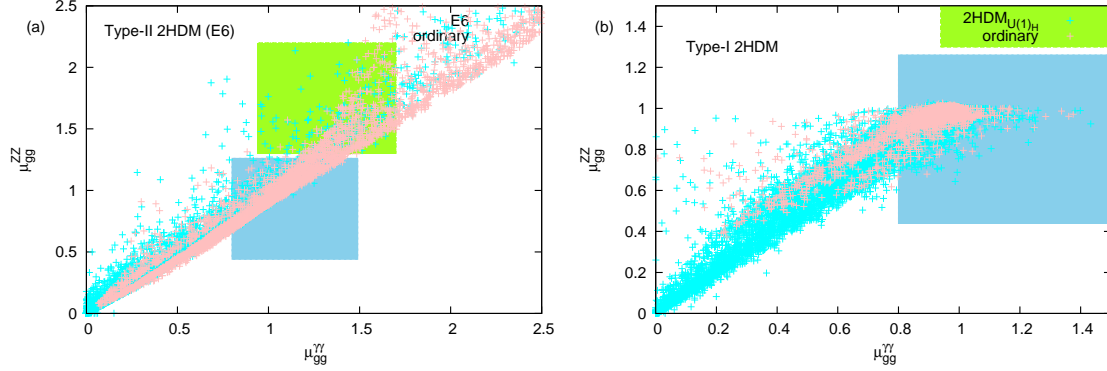 (a)
Type-II 2HDM (E6)
E6
ordinary
2.5
2
1.5
1
0.5
0
μ_gg^ZZ
0
0.5
1
1.5
2
2.5
μ_gg^γγ
(b)
Type-I 2HDM
2HDM_U(1)_H
ordinary
1.4
1.2
1
0.8
0.6
0.4
0.2
0
μ_gg^ZZ
0
0.2
0.4
0.6
0.8
1
1.2
1.4
μ_gg^γγ